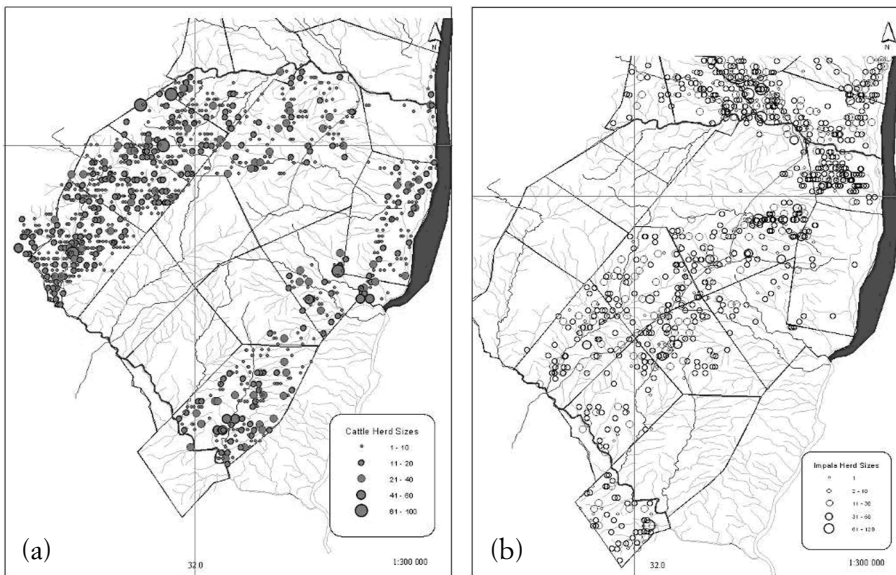 N
Cattle Herd Sizes
1 - 10
11 - 20
21 - 40
41 - 60
61 - 100
(a)
32.0
1:300 000
N
Impala Herd Sizes
1
2 - 10
11 - 30
31 - 60
61 - 120
(b)
32.0
1:300 000